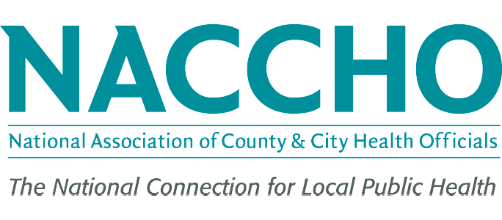 NACCHO
National Association of County & City Health Officials
The National Connection for Local Public Health